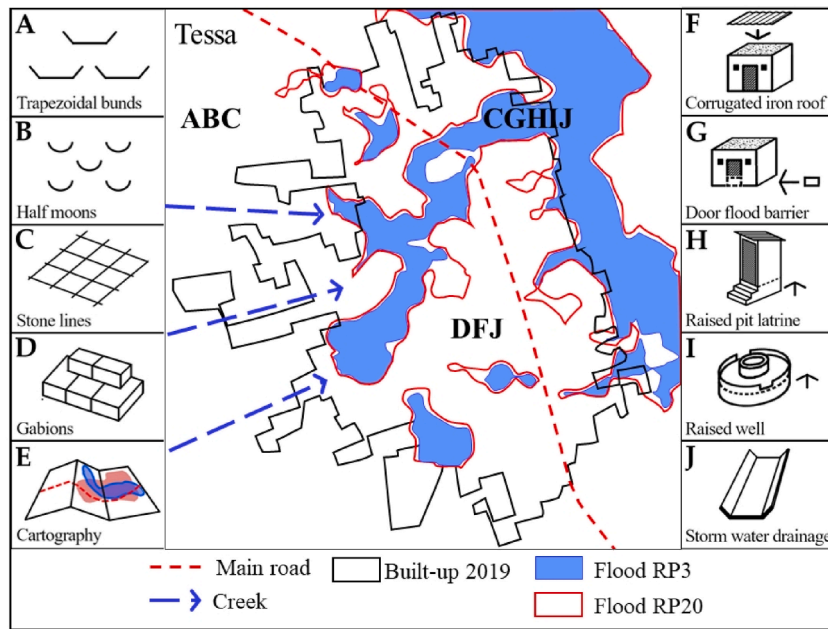 A
Trapezoidal bunds
B
Half moons
C
Stone lines
D
Gabions
E
Cartography
Tessa
ABC
CGHIJ
DFJ
F
Corrugated iron roof
G
Door flood barrier
H
Raised pit latrine
I
Raised well
J
Storm water drainage
Main road
Built-up 2019
Flood RP3
Creek
Flood RP20